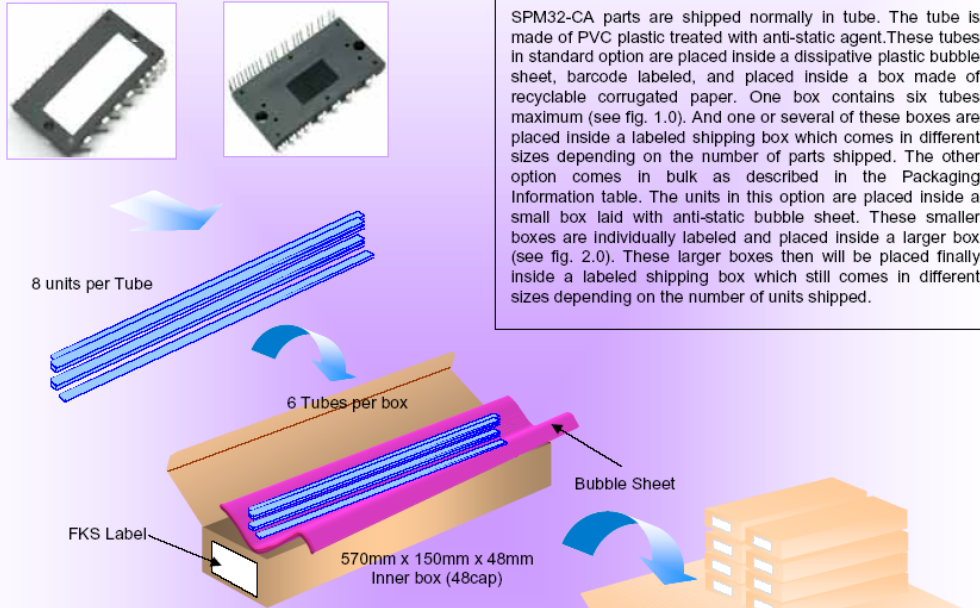 SPM32-CA parts are shipped normally in tube. The tube is
made of PVC plastic treated with anti-static agent.These tubes
in standard option are placed inside a dissipative plastic bubble
sheet, barcode labeled, and placed inside a box made of
recyclable corrugated paper. One box contains six tubes
maximum (see fig. 1.0). And one or several of these boxes are
placed inside a labeled shipping box which comes in different
sizes depending on the number of parts shipped. The other
option comes in bulk as described in the Packaging
Information table. The units in this option are placed inside a
small box laid with anti-static bubble sheet. These smaller
boxes are individually labeled and placed inside a larger box
(see fig. 2.0). These larger boxes then will be placed finally
inside a labeled shipping box which still comes in different
sizes depending on the number of units shipped.
8 units per Tube
6 Tubes per box
Bubble Sheet
FKS Label
570mm x 150mm x 48mm
Inner box (48cap)